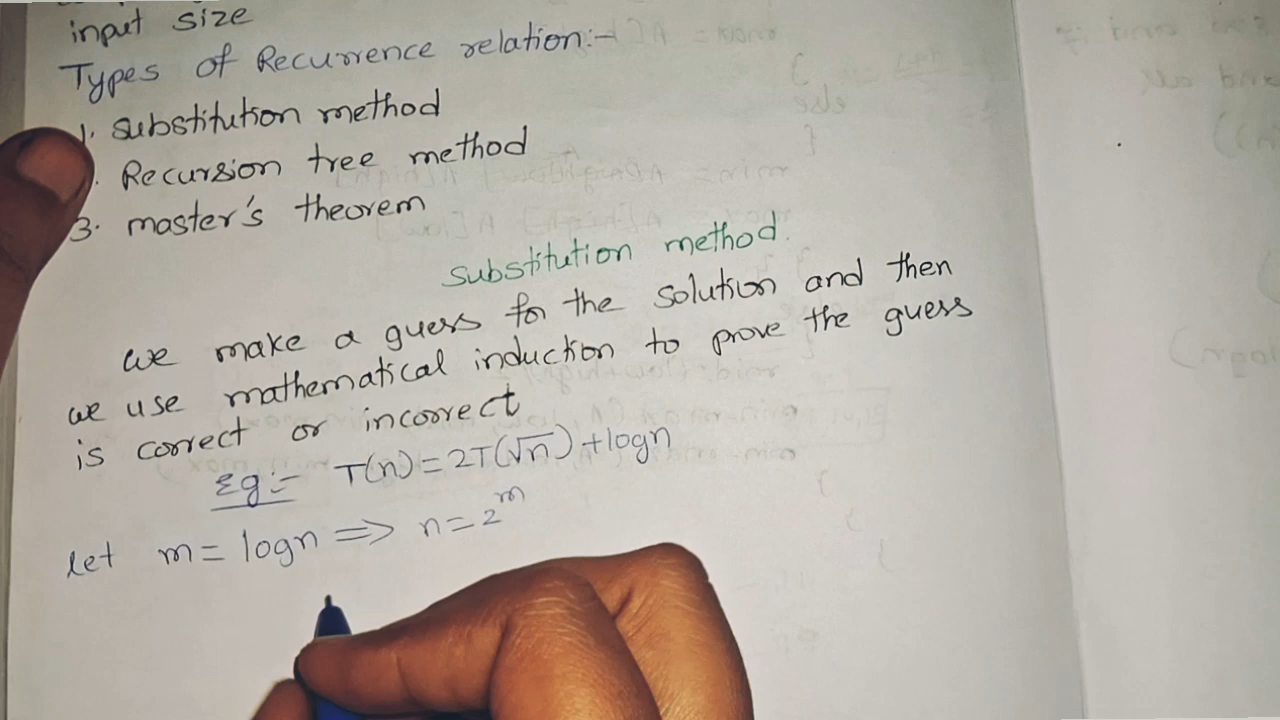 input size
Types of Recurrence relation:-
1. substitution method
. Recursion tree method
3. master's theorem
substitution method.
we make a guess for the solution and then
we use mathematical induction to prove the guess
is correct or incorrect
Eg:- T(n) = 2T(√n) + logn
let m = logn => n = 2^m